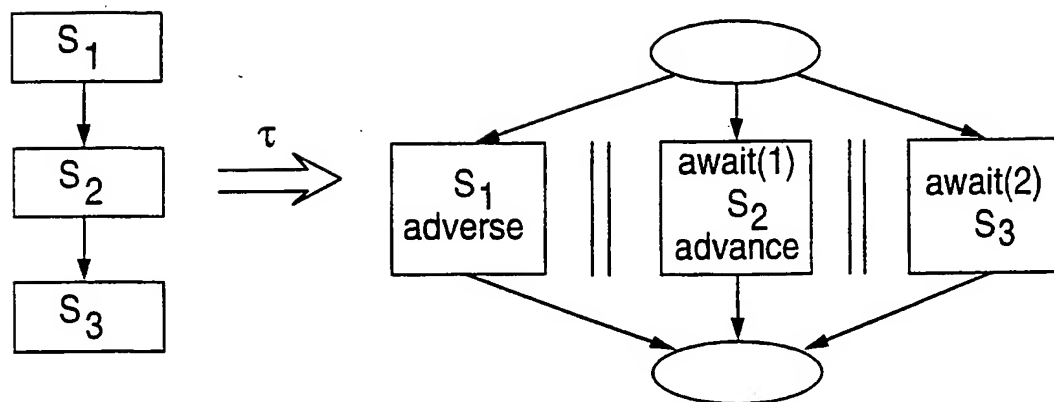 S1
S2
S3
τ
S1
adverse
await(1)
S2
advance
await(2)
S3